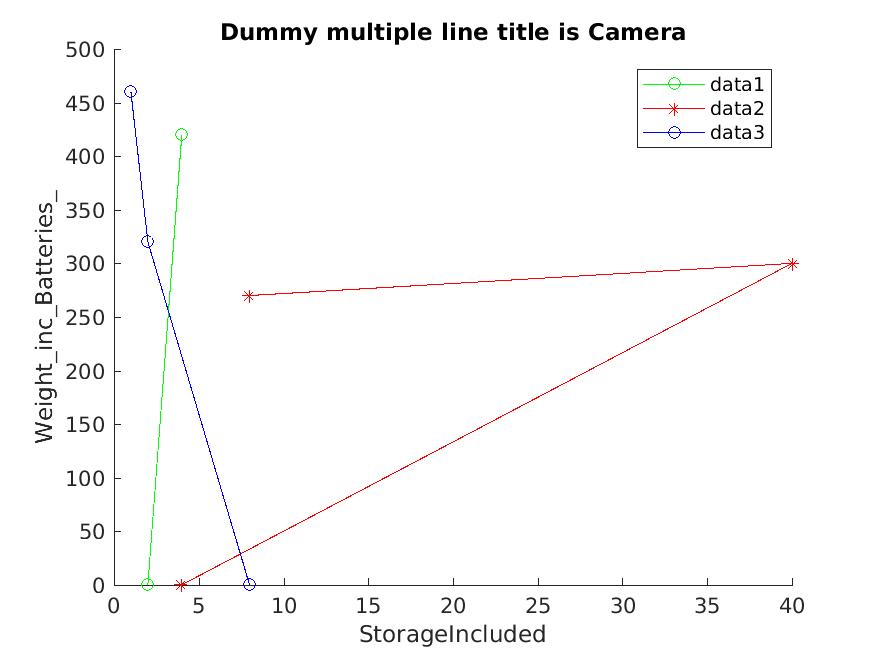 Dummy multiple line title is Camera
500
450
400
350
300
250
200
150
100
50
0
Weight_inc_Batteries_
data1
data2
data3
0 5 10 15 20 25 30 35 40
StorageIncluded